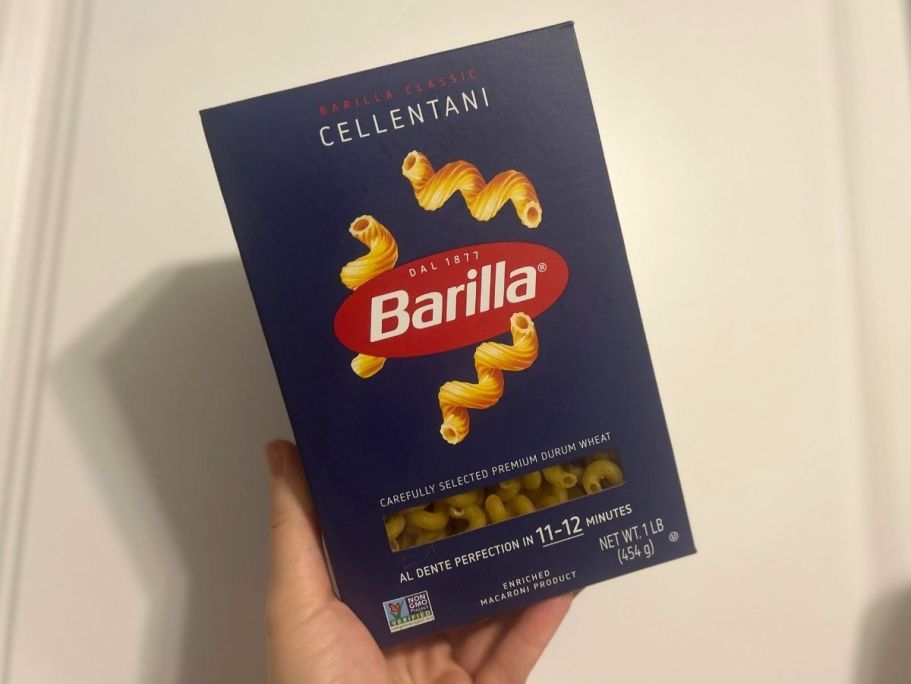 BARILLA CLASSIC
CELLENTANI
DAL 1877
Barilla®
CAREFULLY SELECTED PREMIUM DURUM WHEAT
AL DENTE PERFECTION IN 11-12 MINUTES
NET WT. 1 LB
(454 g)
ENRICHED
MACARONI PRODUCT
NON
GMO
Project
VERIFIED